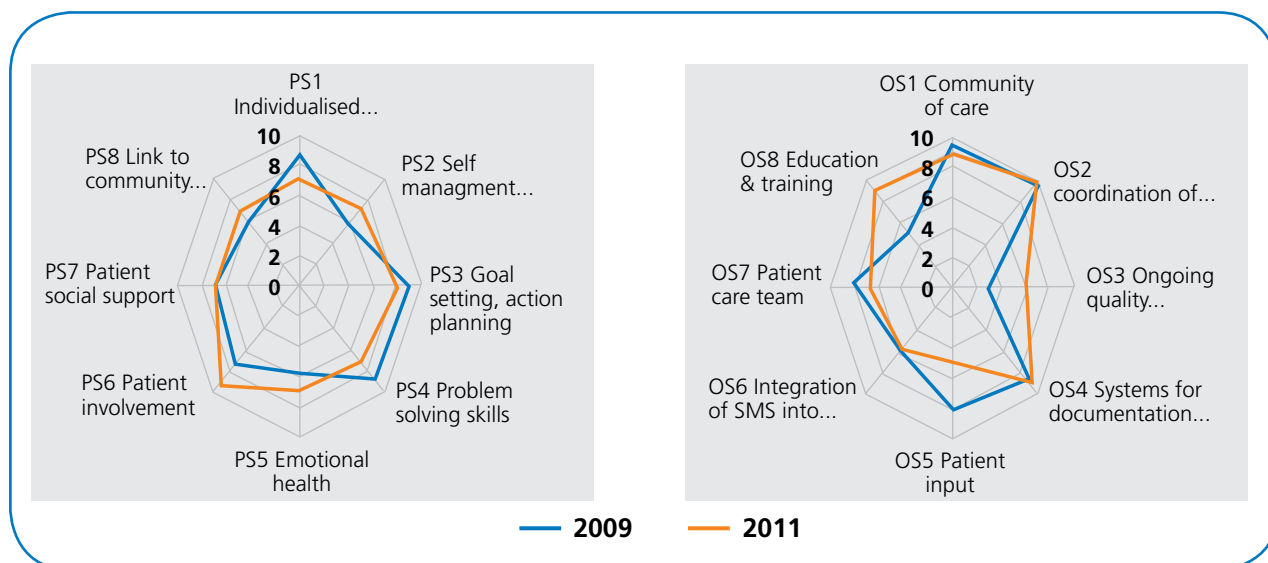 PS1
Individualised...
PS8 Link to
community...
PS2 Self
managment...
10
8
6
4
2
0
PS7 Patient
social support
PS3 Goal
setting, action
planning
PS6 Patient
involvement
PS4 Problem
solving skills
PS5 Emotional
health
OS1 Community
of care
OS8 Education
& training
OS2
coordination of...
10
8
6
4
2
0
OS7 Patient
care team
OS3 Ongoing
quality...
OS6 Integration
of SMS into...
OS4 Systems for
documentation...
OS5 Patient
input
2009
2011